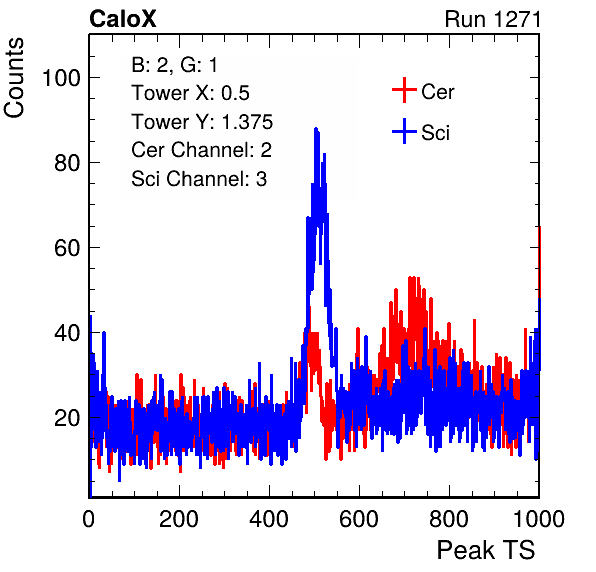 CaloX Run 1271
Counts
B: 2, G: 1
Tower X: 0.5
Tower Y: 1.375
Cer Channel: 2
Sci Channel: 3
Cer
Sci
100
80
60
40
20
0 200 400 600 800 1000
Peak TS